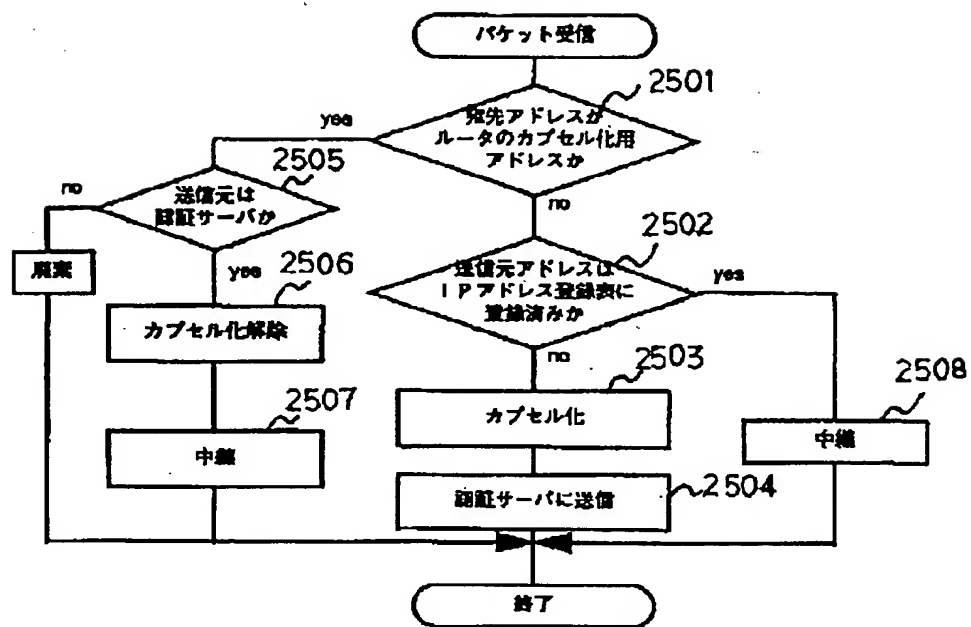 パケット受信
2501
宛先アドレスが
ルータのカプセル化用
アドレスか
yes
no
2505
送信元は
認証サーバか
no
yes
廃棄
2502
送信元アドレスは
IPアドレス登録表に
登録済みか
yes
no
2506
カプセル化解除
2503
カプセル化
2507
中継
2508
中継
認証サーバに送信
2504
終了